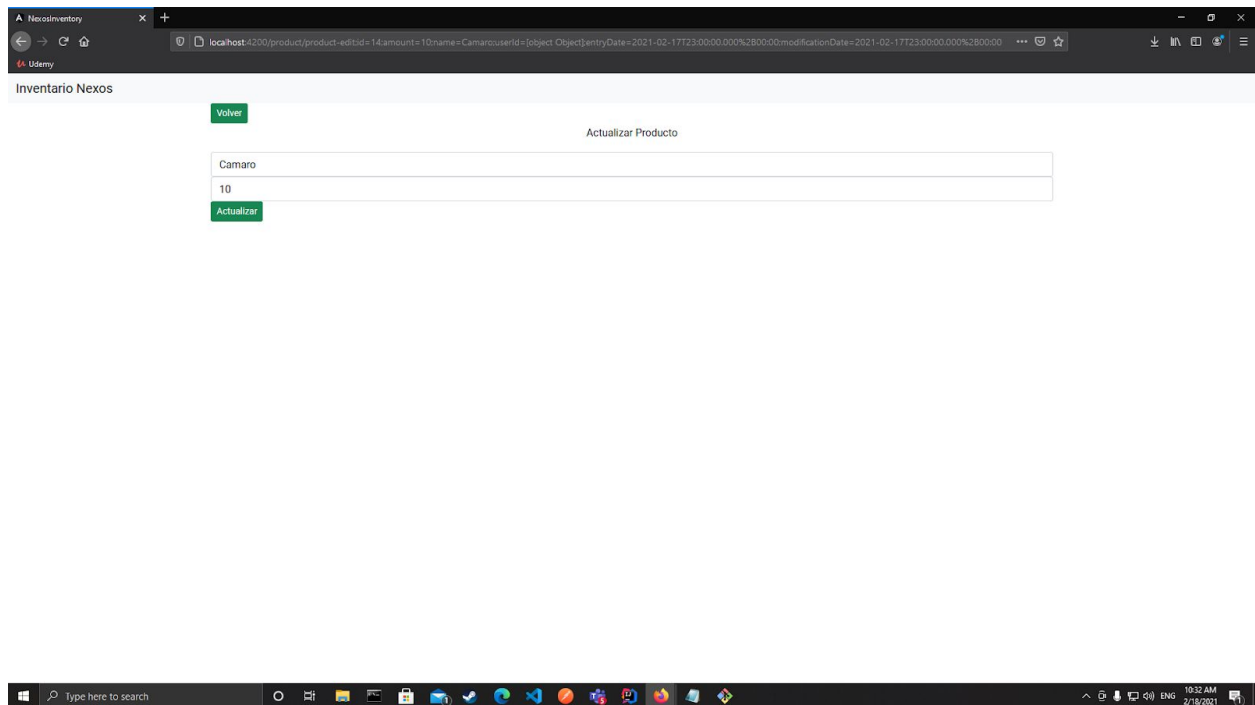 NexosInventory
localhost:4200/product/product-edit;id=14;amount=10;name=Camaro;userId=[object Object];entryDate=2021-02-17T23:00:00.000%2B00:00;modificationDate=2021-02-17T23:00:00.000%2B00:00
Udemy
Inventario Nexos
Volver
Actualizar Producto
Camaro
10
Actualizar
Type here to search
ENG
10:32 AM
2/18/2021